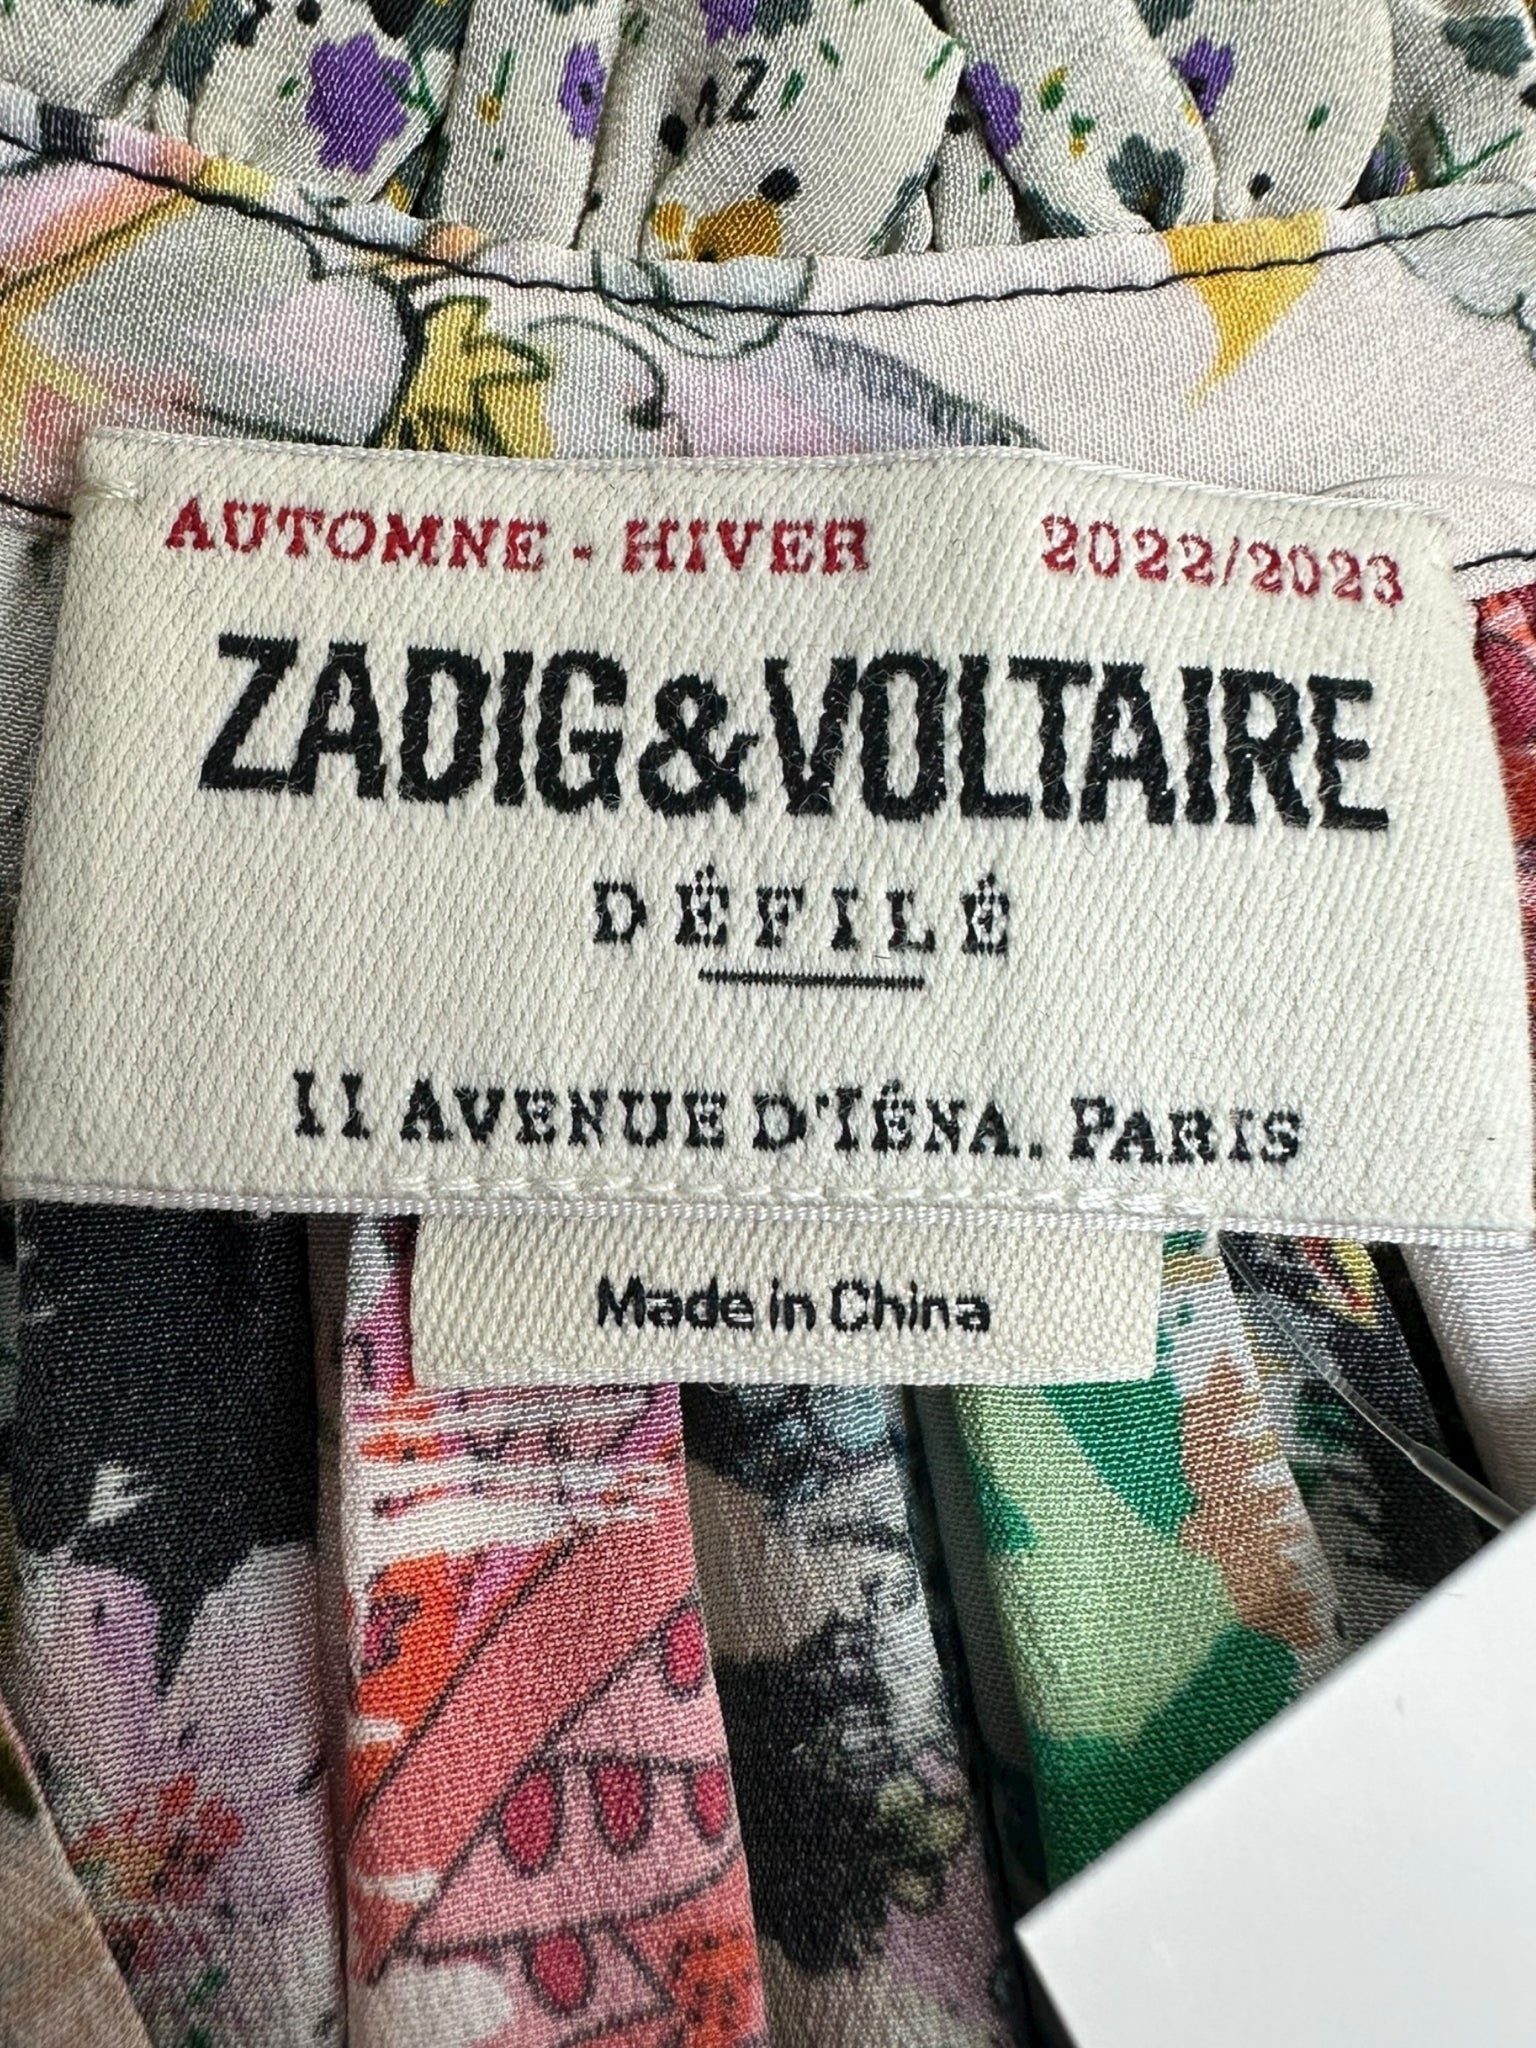 AUTOMNE - HIVER 2022/2023
ZADIG&VOLTAIRE
DÉFILÉ
11 AVENUE D'IÉNA. PARIS
Made in China